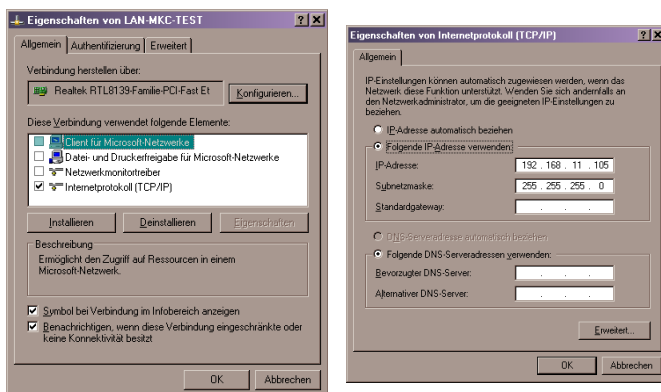 Eigenschaften von LAN-MKC-TEST
Allgemein Authentifizierung Erweitert
Verbindung herstellen über:
Realtek RTL8139-Familie-PCI-Fast Et
Konfigurieren...
Diese Verbindung verwendet folgende Elemente:
Client für Microsoft-Netzwerke
Datei- und Druckerfreigabe für Microsoft-Netzwerke
Netzwerkmonitortreiber
Internetprotokoll (TCP/IP)
Installieren Deinstallieren Eigenschaften
Beschreibung
Ermöglicht den Zugriff auf Ressourcen in einem
Microsoft-Netzwerk.
Symbol bei Verbindung im Infobereich anzeigen
Benachrichtigen, wenn diese Verbindung eingeschränkte oder
keine Konnektivität besitzt
OK Abbrechen
Eigenschaften von Internetprotokoll (TCP/IP)
Allgemein
IP-Einstellungen können automatisch zugewiesen werden, wenn das
Netzwerk diese Funktion unterstützt. Wenden Sie sich andernfalls an
den Netzwerkadministrator, um die geeigneten IP-Einstellungen zu
beziehen.
IP-Adresse automatisch beziehen
Folgende IP-Adresse verwenden:
IP-Adresse: 192 . 168 . 11 . 105
Subnetzmaske: 255 . 255 . 255 . 0
Standardgateway: . . .
DNS-Serveradresse automatisch beziehen
Folgende DNS-Serveradressen verwenden:
Bevorzugter DNS-Server: . . .
Alternativer DNS-Server: . . .
Erweitert...
OK Abbrechen